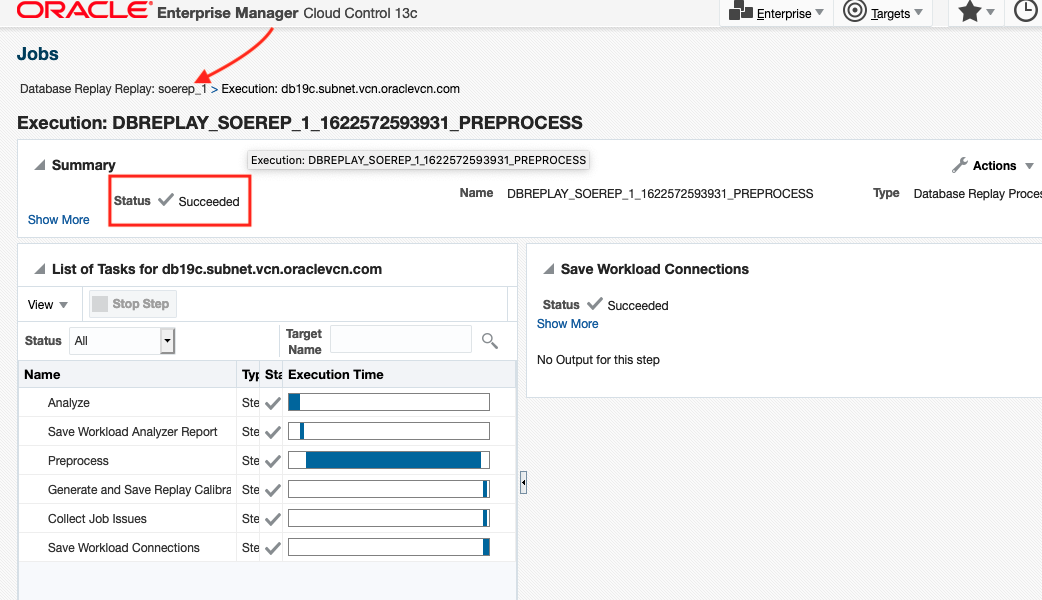 ORACLE® Enterprise Manager Cloud Control 13c
Enterprise Targets
Jobs
Database Replay Replay: soerep_1 > Execution: db19c.subnet.vcn.oraclevcn.com
Execution: DBREPLAY_SOEREP_1_1622572593931_PREPROCESS
Execution: DBREPLAY_SOEREP_1_1622572593931_PREPROCESS
Summary
Actions
Status Succeeded
Name DBREPLAY_SOEREP_1_1622572593931_PREPROCESS
Type Database Replay Proces
Show More
List of Tasks for db19c.subnet.vcn.oraclevcn.com
View Stop Step
Status All Target Name
Name Typ Sta Execution Time
Analyze Ste
Save Workload Analyzer Report Ste
Preprocess Ste
Generate and Save Replay Calibra Ste
Collect Job Issues Ste
Save Workload Connections Ste
Save Workload Connections
Status Succeeded
Show More
No Output for this step